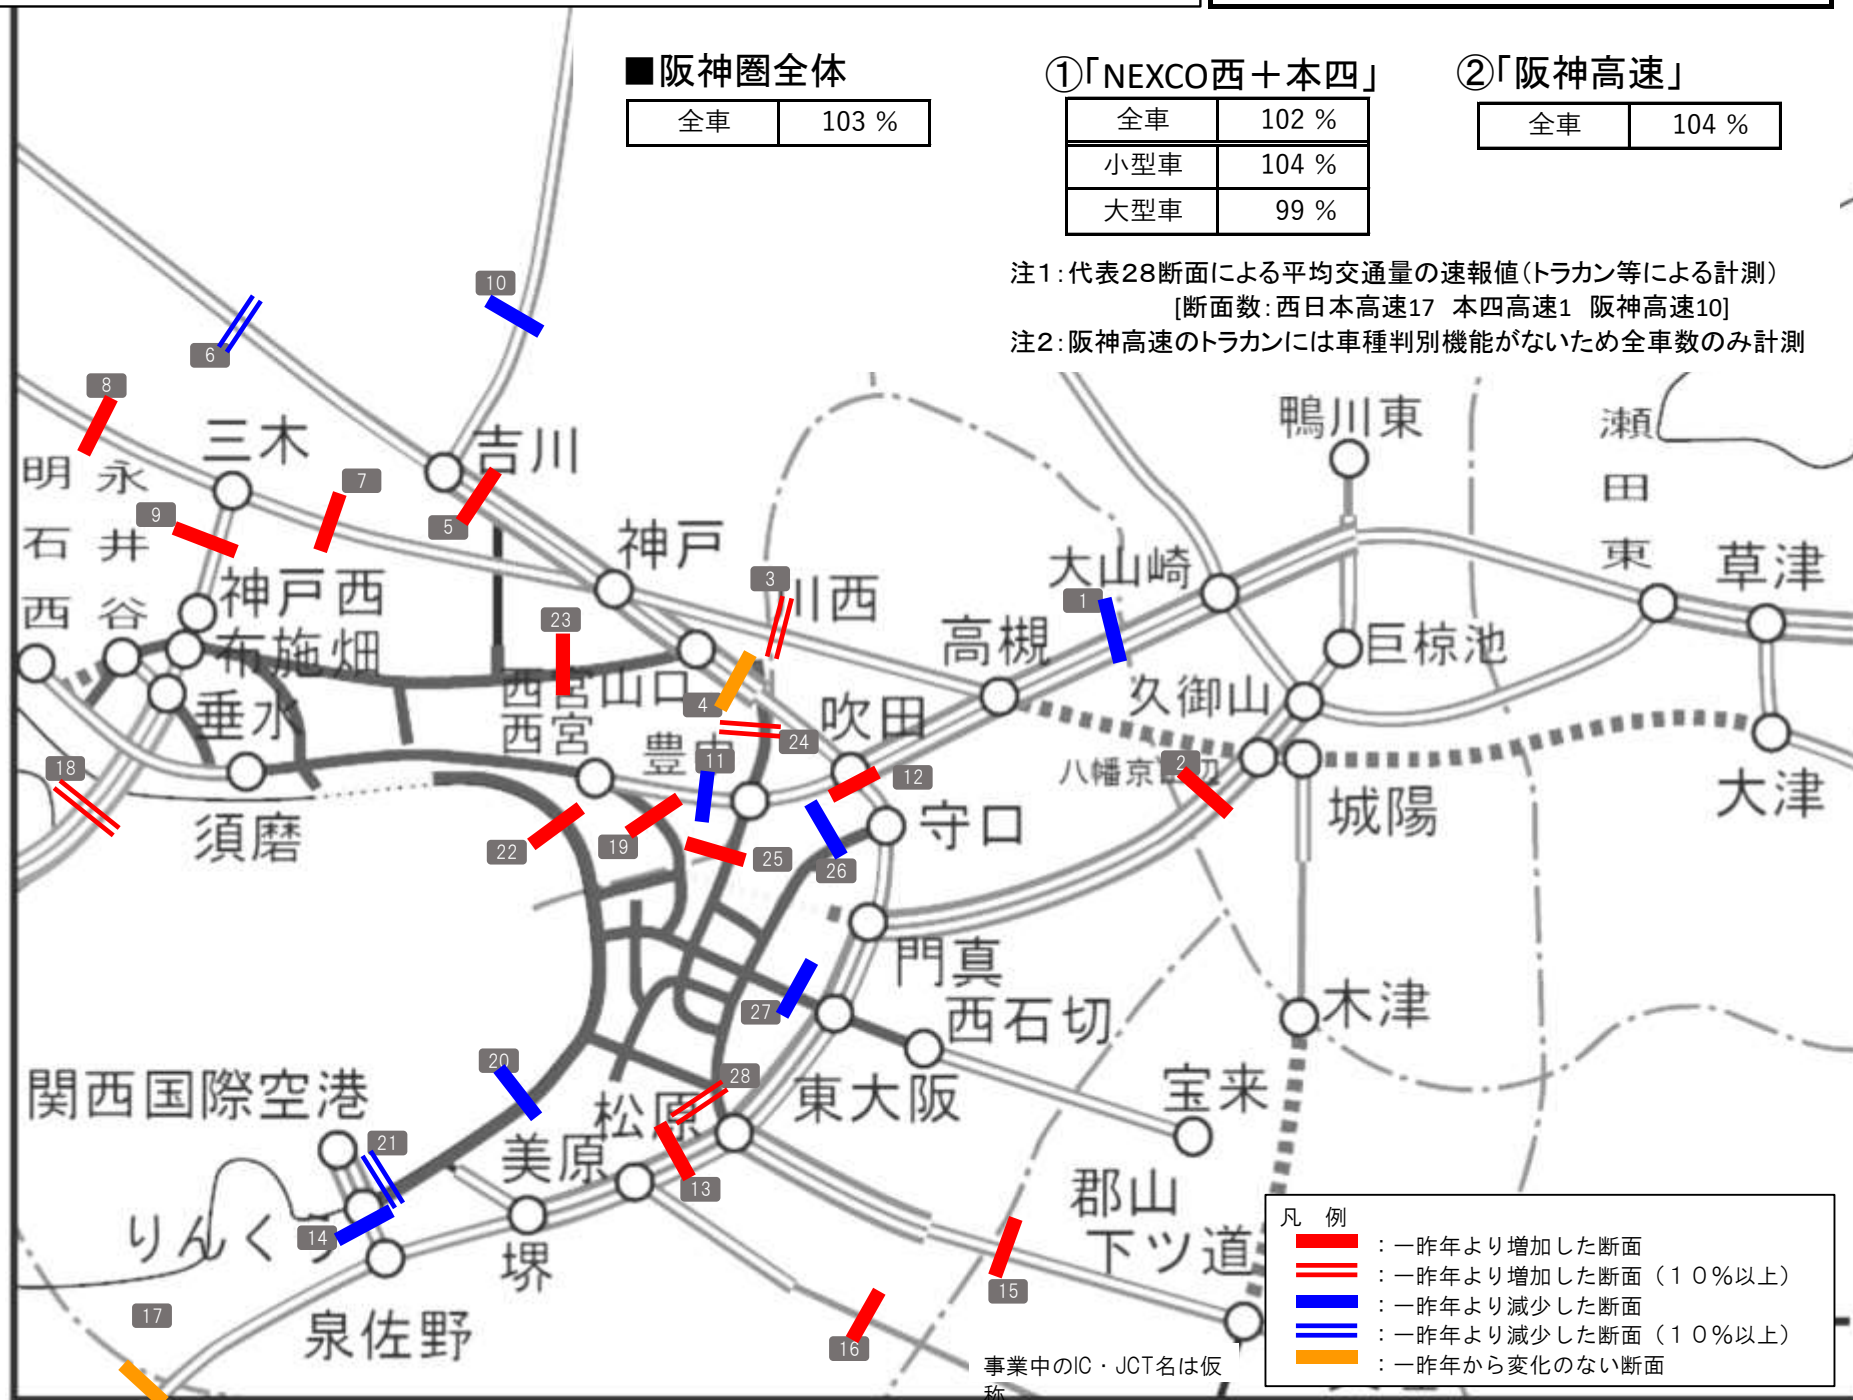 ■阪神圏全体
全車 103 %
①「NEXCO西＋本四」
全車 102 %
小型車 104 %
大型車 99 %
②「阪神高速」
全車 104 %
注1：代表28断面による平均交通量の速報値（トラカン等による計測）
[断面数：西日本高速17 本四高速1 阪神高速10]
注2：阪神高速のトラカンには車種判別機能がないため全車数のみ計測
10
6
8
三木
吉川
7
5
9
明石西
永井谷
神戸西
布施畑
神戸
3
川西
23
西宮山口
西宮
4
24
豊中
11
吹田
12
高槻
大山崎
1
鴨川東
瀬田東
草津
巨椋池
久御山
八幡京田辺
2
城陽
大津
垂水
18
須磨
22
19
25
26
守口
門真
27
西石切
木津
20
松原
28
東大阪
宝来
関西国際空港
21
美原
13
郡山
下ツ道
りんくう
14
堺
15
17
泉佐野
16
事業中のIC・JCT名は仮
称
凡 例
：一昨年より増加した断面
：一昨年より増加した断面（１０％以上）
：一昨年より減少した断面
：一昨年より減少した断面（１０％以上）
：一昨年から変化のない断面